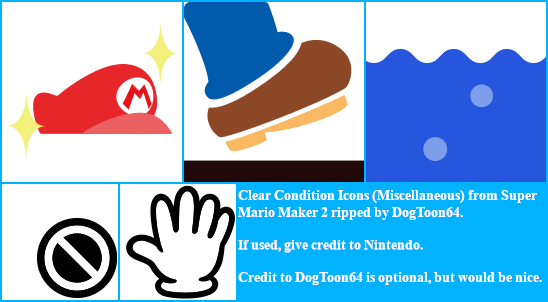 M
Clear Condition Icons (Miscellaneous) from Super
Mario Maker 2 ripped by DogToon64.
If used, give credit to Nintendo.
Credit to DogToon64 is optional, but would be nice.